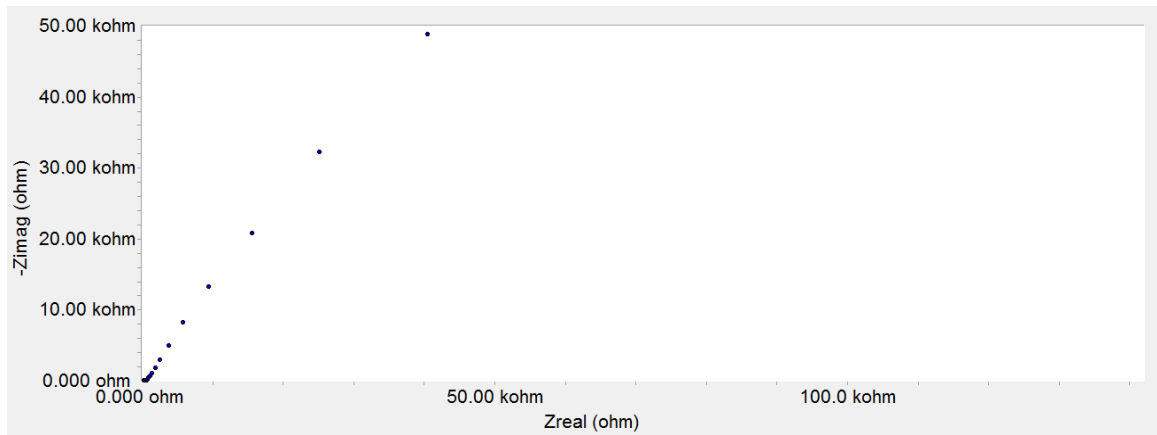 50.00 kohm
40.00 kohm
30.00 kohm
20.00 kohm
10.00 kohm
0.000 ohm
-Zimag (ohm)
0.000 ohm
50.00 kohm
100.0 kohm
Zreal (ohm)